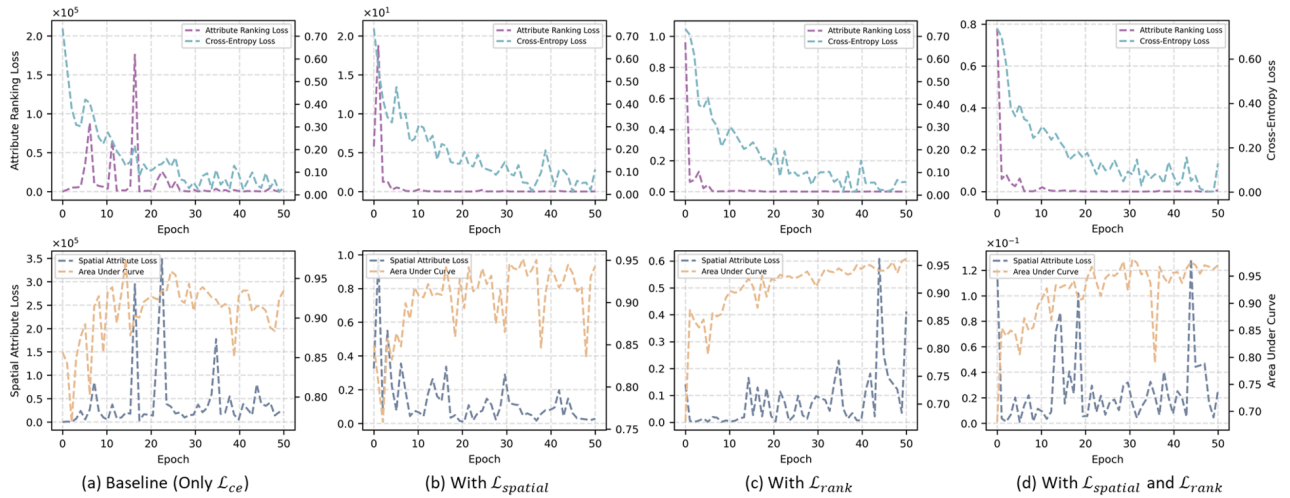 ×10⁵
2.0
1.5
1.0
0.5
0.0
Attribute Ranking Loss
0.70
0.60
0.50
0.40
0.30
0.20
0.10
0.00
Attribute Ranking Loss
Cross-Entropy Loss
0 10 20 30 40 50
Epoch
×10¹
2.0
1.5
1.0
0.5
0.0
0.70
0.60
0.50
0.40
0.30
0.20
0.10
0.00
Attribute Ranking Loss
Cross-Entropy Loss
0 10 20 30 40 50
Epoch
1.0
0.8
0.6
0.4
0.2
0.0
0.70
0.60
0.50
0.40
0.30
0.20
0.10
0.00
Attribute Ranking Loss
Cross-Entropy Loss
0 10 20 30 40 50
Epoch
0.8
0.6
0.4
0.2
0.0
0.60
0.40
0.20
0.00
Cross-Entropy Loss
Attribute Ranking Loss
Cross-Entropy Loss
0 10 20 30 40 50
Epoch
×10⁵
3.5
3.0
2.5
2.0
1.5
1.0
0.5
0.0
Spatial Attribute Loss
0.95
0.90
0.85
0.80
Spatial Attribute Loss
Area Under Curve
0 10 20 30 40 50
Epoch
1.0
0.8
0.6
0.4
0.2
0.0
0.95
0.90
0.85
0.80
0.75
Spatial Attribute Loss
Aera Under Curve
0 10 20 30 40 50
Epoch
0.6
0.5
0.4
0.3
0.2
0.1
0.0
0.95
0.90
0.85
0.80
0.75
0.70
Spatial Attribute Loss
Area Under Curve
0 10 20 30 40 50
Epoch
×10⁻¹
1.2
1.0
0.8
0.6
0.4
0.2
0.0
0.95
0.90
0.85
0.80
0.75
0.70
Area Under Curve
Spatial Attribute Loss
Area Under Curve
0 10 20 30 40 50
Epoch
(a) Baseline (Only ℒ_ce)
(b) With ℒ_spatial
(c) With ℒ_rank
(d) With ℒ_spatial and ℒ_rank